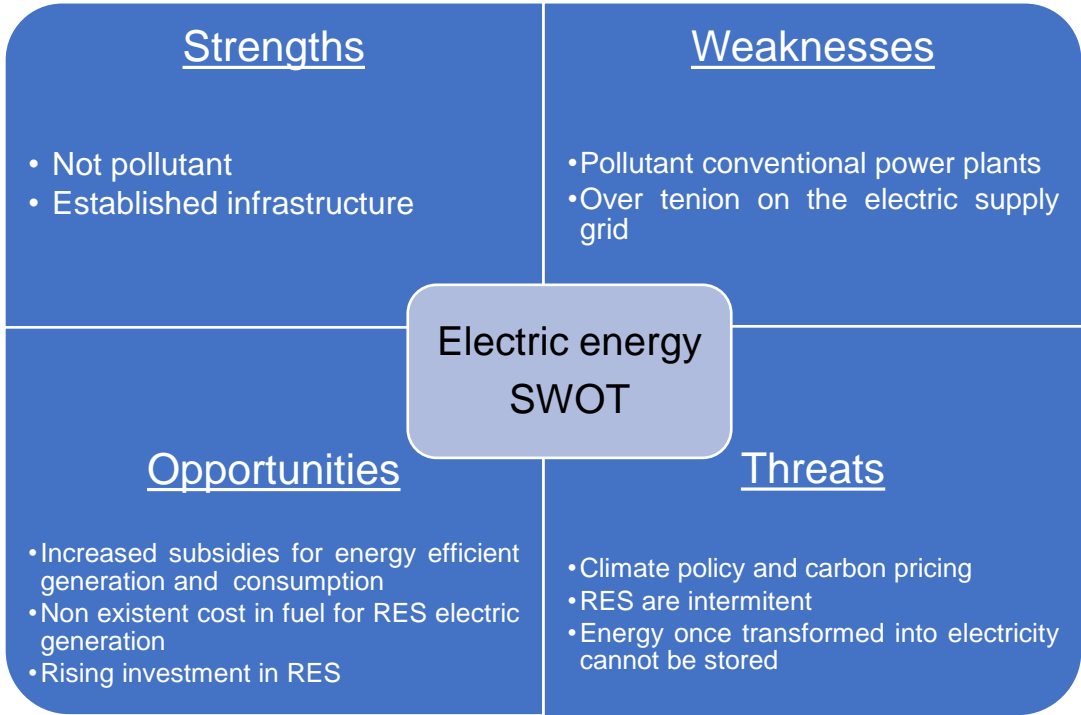 Strengths
• Not pollutant
• Established infrastructure
Weaknesses
•Pollutant conventional power plants
•Over tenion on the electric supply
grid
Electric energy
SWOT
Opportunities
•Increased subsidies for energy efficient
generation and consumption
•Non existent cost in fuel for RES electric
generation
•Rising investment in RES
Threats
•Climate policy and carbon pricing
•RES are intermitent
•Energy once transformed into electricity
cannot be stored